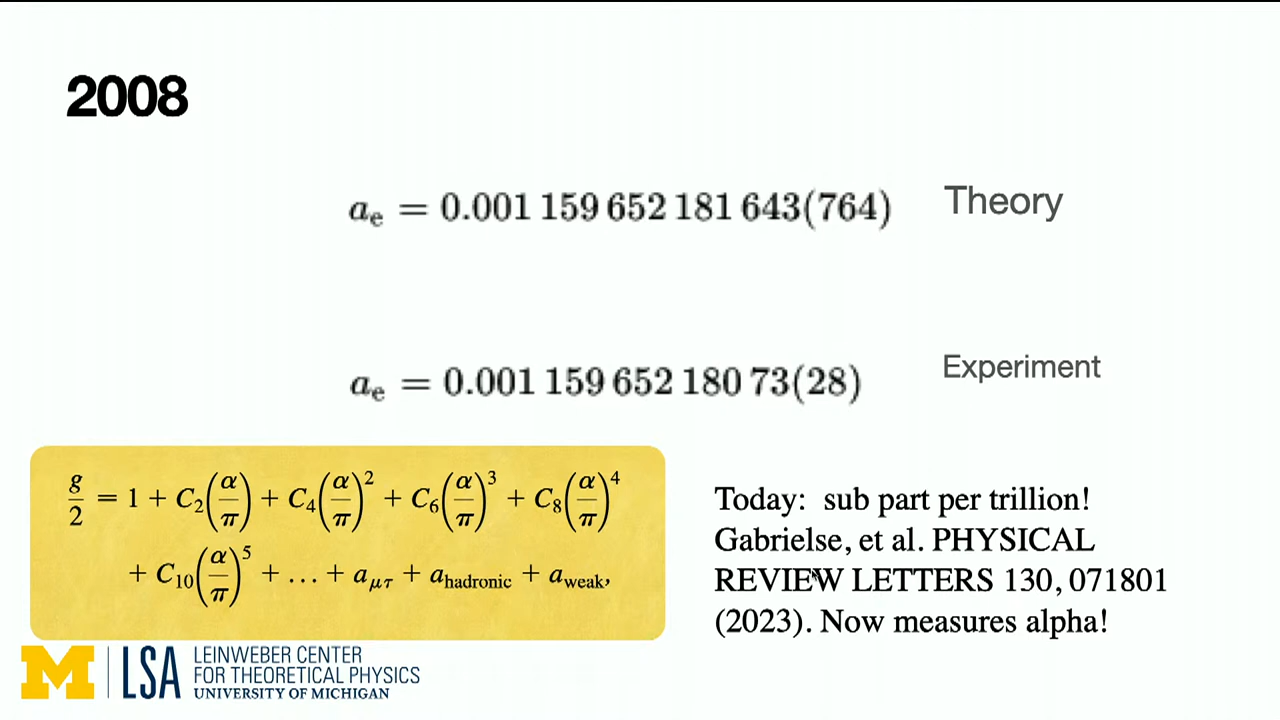 2008
a_e = 0.001 159 652 181 643(764) Theory
a_e = 0.001 159 652 180 73(28) Experiment
g/2 = 1 + C_2(α/π) + C_4(α/π)^2 + C_6(α/π)^3 + C_8(α/π)^4
+ C_10(α/π)^5 + ... + a_μτ + a_hadronic + a_weak,
Today: sub part per trillion!
Gabrielse, et al. PHYSICAL
REVIEW LETTERS 130, 071801
(2023). Now measures alpha!
M LSA
LEINWEBER CENTER
FOR THEORETICAL PHYSICS
UNIVERSITY OF MICHIGAN